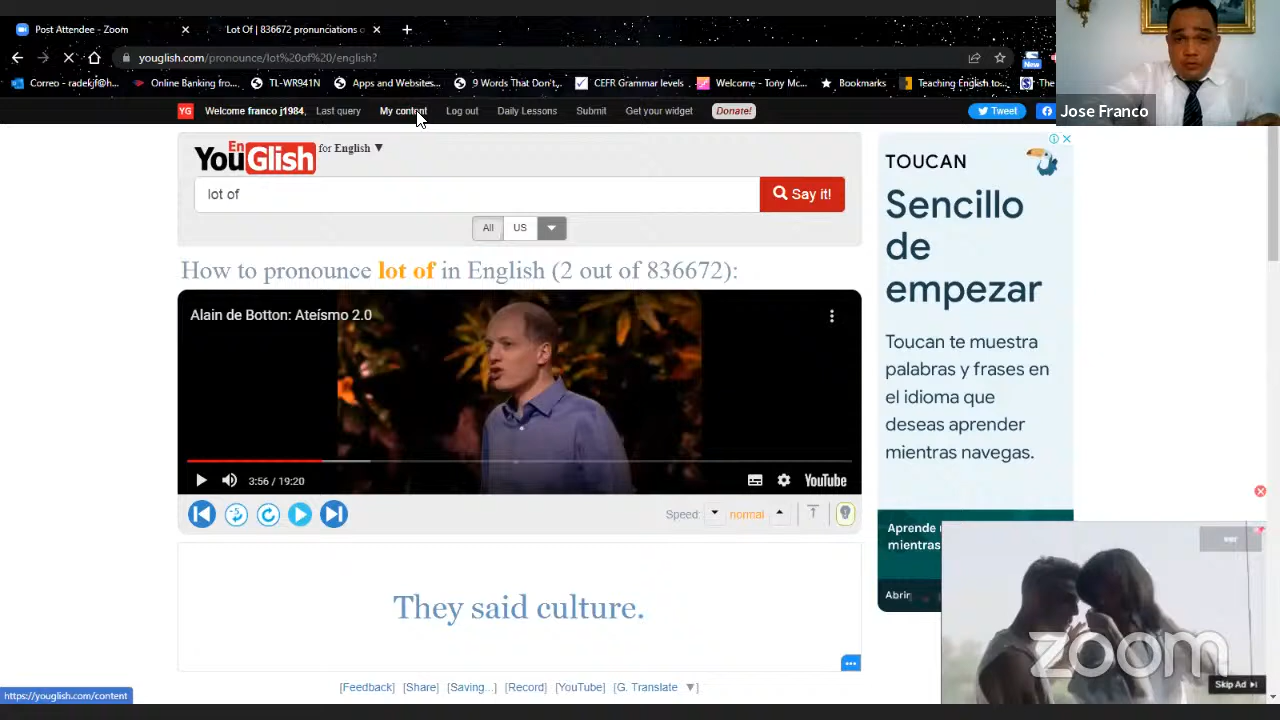 Post Attendee - Zoom
Lot Of | 836672 pronunciations o
youglish.com/pronounce/lot%20of%20/english?
Correo - radekjf@h...
Online Banking fro...
TL-WR941N
Apps and Websites...
9 Words That Don't...
CEFR Grammar levels
Welcome - Tony Mc...
Bookmarks
Teaching English to...
The
New
Jose Franco
YG Welcome franco j1984, Last query My content Log out Daily Lessons Submit Get your widget Donate! Tweet
En
YouGlish for English ▼
lot of
Say it!
All US
How to pronounce lot of in English (2 out of 836672):
Alain de Botton: Ateísmo 2.0
3:56 / 19:20
YouTube
Speed: normal
They said culture.
[Feedback] [Share] [Saving...] [Record] [YouTube] [G. Translate ▼]
TOUCAN
Sencillo
de
empezar
Toucan te muestra
palabras y frases en
el idioma que
deseas aprender
mientras navegas.
Aprende
mientras
Abrir
ver
zoom
Skip Ad
https://youglish.com/content